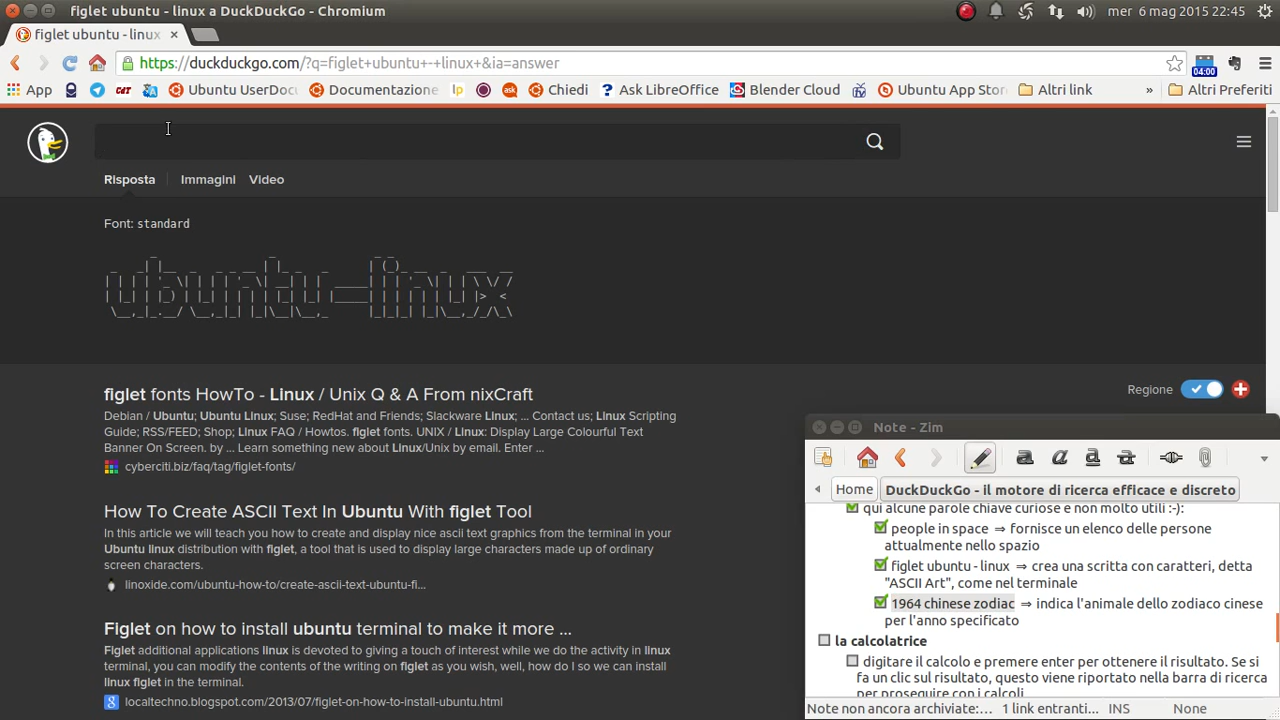 figlet ubuntu - linux a DuckDuckGo - Chromium
mer 6 mag 2015 22:45
figlet ubuntu - linux
https://duckduckgo.com/?q=figlet+ubuntu+-+linux+&ia=answer
04:00
App
CAT
Ubuntu UserDocu
Documentazione
lp
ask
Chiedi
? Ask LibreOffice
Blender Cloud
TV
Ubuntu App Stor
Altri link
»
Altri Preferiti
Risposta
Immagini
Video
Font: standard
ubuntu-linux
figlet fonts HowTo - Linux / Unix Q & A From nixCraft
Regione
Debian / Ubuntu; Ubuntu Linux; Suse; RedHat and Friends; Slackware Linux; ... Contact us; Linux Scripting
Guide; RSS/FEED; Shop; Linux FAQ / Howtos. figlet fonts. UNIX / Linux: Display Large Colourful Text
Banner On Screen. by ... Learn something new about Linux/Unix by email. Enter ...
cyberciti.biz/faq/tag/figlet-fonts/
How To Create ASCII Text In Ubuntu With figlet Tool
In this article we will teach you how to create and display nice ascii text graphics from the terminal in your
Ubuntu linux distribution with figlet, a tool that is used to display large characters made up of ordinary
screen characters.
linoxide.com/ubuntu-how-to/create-ascii-text-ubuntu-fi...
Figlet on how to install ubuntu terminal to make it more ...
Figlet additional applications linux is devoted to giving a touch of interest while we do the activity in linux
terminal, you can modify the contents of the writing on figlet as you wish, well, how do I so we can install
linux figlet in the terminal.
localtechno.blogspot.com/2013/07/figlet-on-how-to-install-ubuntu.html
Note - Zim
a a a a
Home
DuckDuckGo - il motore di ricerca efficace e discreto
qui alcune parole chiave curiose e non molto utili :-):
people in space ⇒ fornisce un elenco delle persone
attualmente nello spazio
figlet ubuntu - linux ⇒ crea una scritta con caratteri, detta
"ASCII Art", come nel terminale
1964 chinese zodiac ⇒ indica l'animale dello zodiaco cinese
per l'anno specificato
la calcolatrice
digitare il calcolo e premere enter per ottenere il risultato. Se si
fa un clic sul risultato, questo viene riportato nella barra di ricerca
per proseguire con i calcoli
Note non ancora archiviate:...
1 link entranti...
INS
None